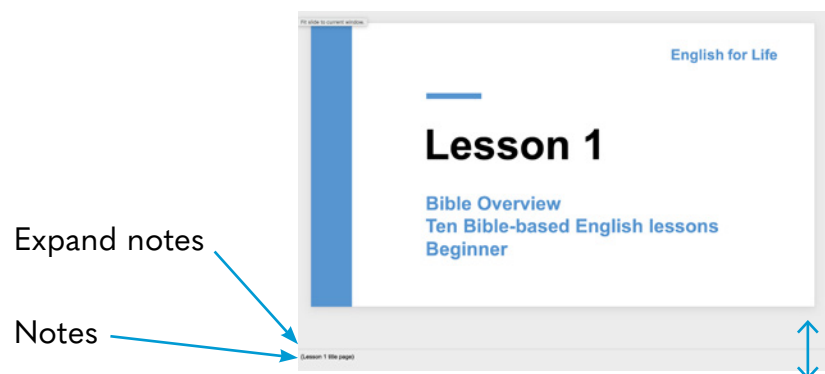 Fit slide to current window.
English for Life
Lesson 1
Bible Overview
Ten Bible-based English lessons
Beginner
Expand notes
Notes
(Lesson 1 title page)